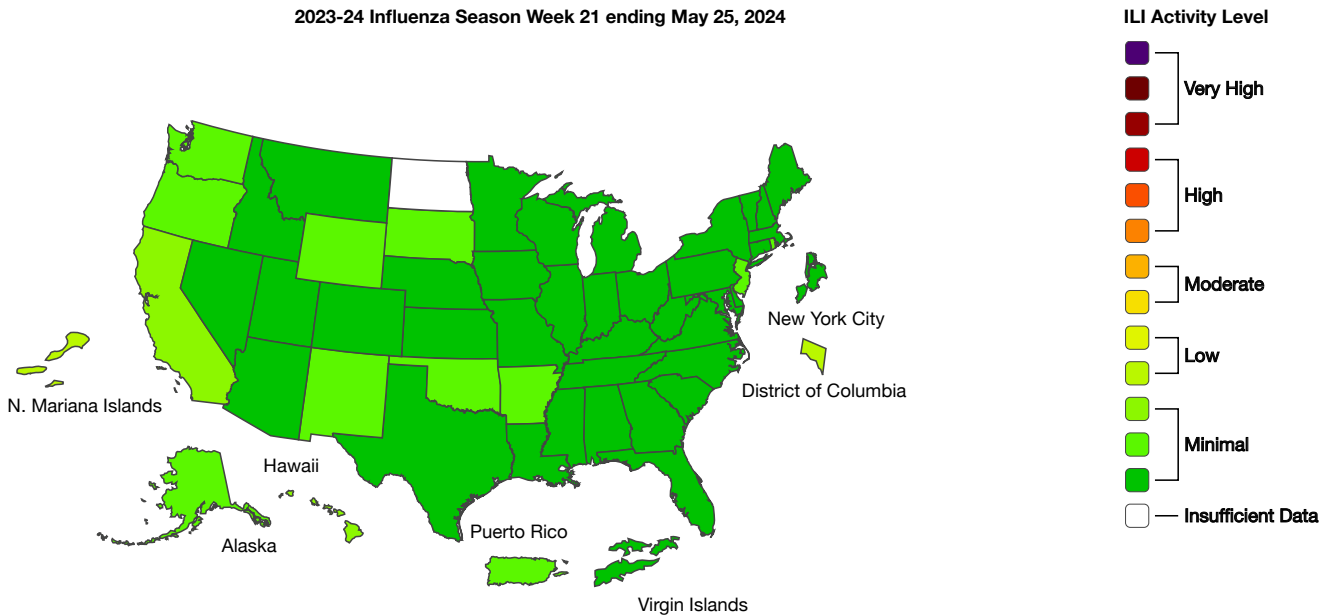 2023-24 Influenza Season Week 21 ending May 25, 2024
ILI Activity Level
Very High
High
Moderate
Low
Minimal
Insufficient Data
New York City
District of Columbia
N. Mariana Islands
Hawaii
Alaska
Puerto Rico
Virgin Islands